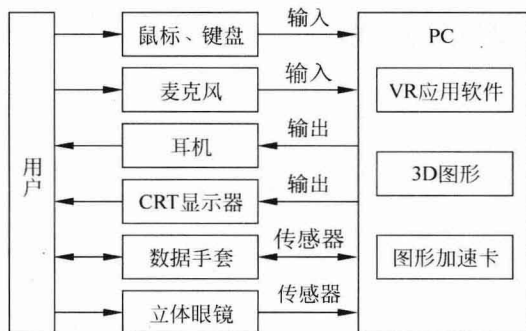 用户
鼠标、键盘
麦克风
耳机
CRT显示器
数据手套
立体眼镜
输入
输入
输出
输出
传感器
传感器
PC
VR应用软件
3D图形
图形加速卡